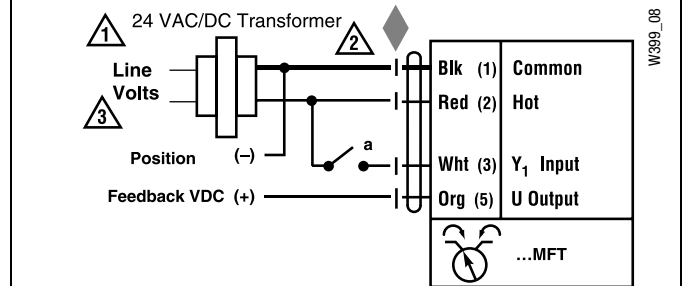 1 24 VAC/DC Transformer 2
W399_08
Line
Volts
3
Blk (1) Common
Red (2) Hot
a
Position (–)
Wht (3) Y₁ Input
Feedback VDC (+)
Org (5) U Output
...MFT